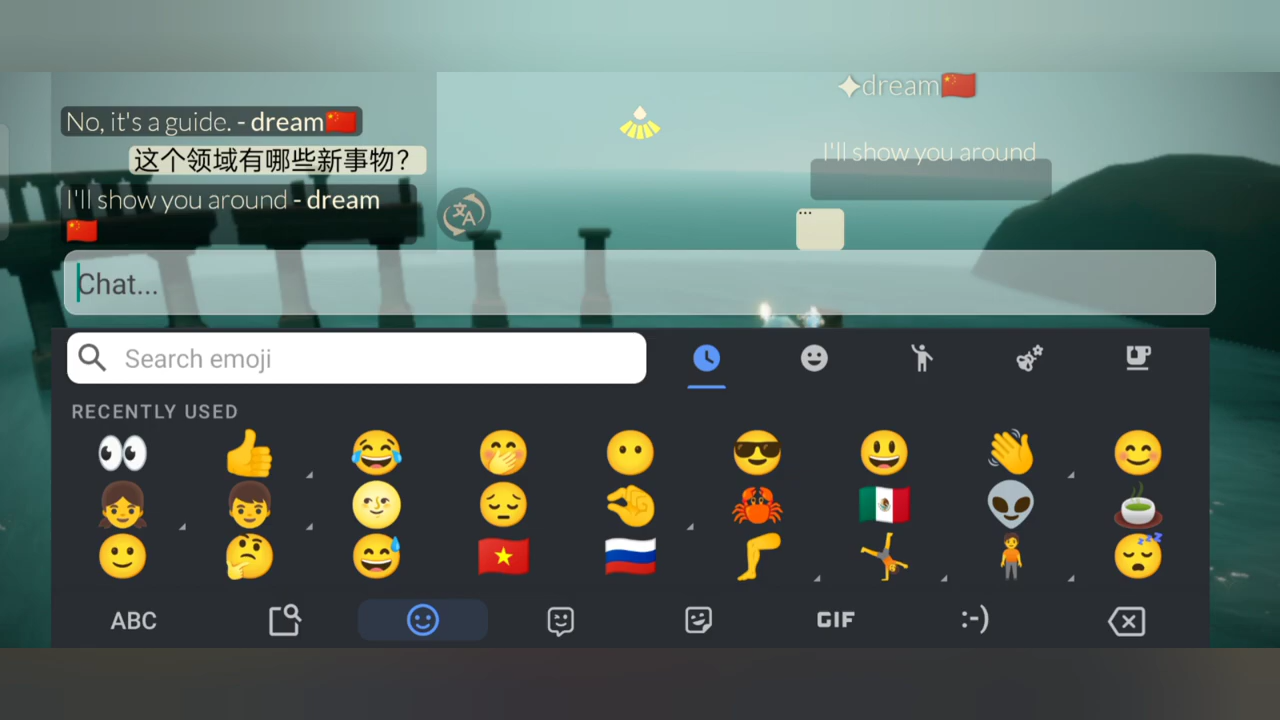 ✦dream🇨🇳
No, it's a guide. - dream🇨🇳
I'll show you around
这个领域有哪些新事物？
I'll show you around - dream
🇨🇳
Chat...
Search emoji
RECENTLY USED
ABC
GIF
:-)